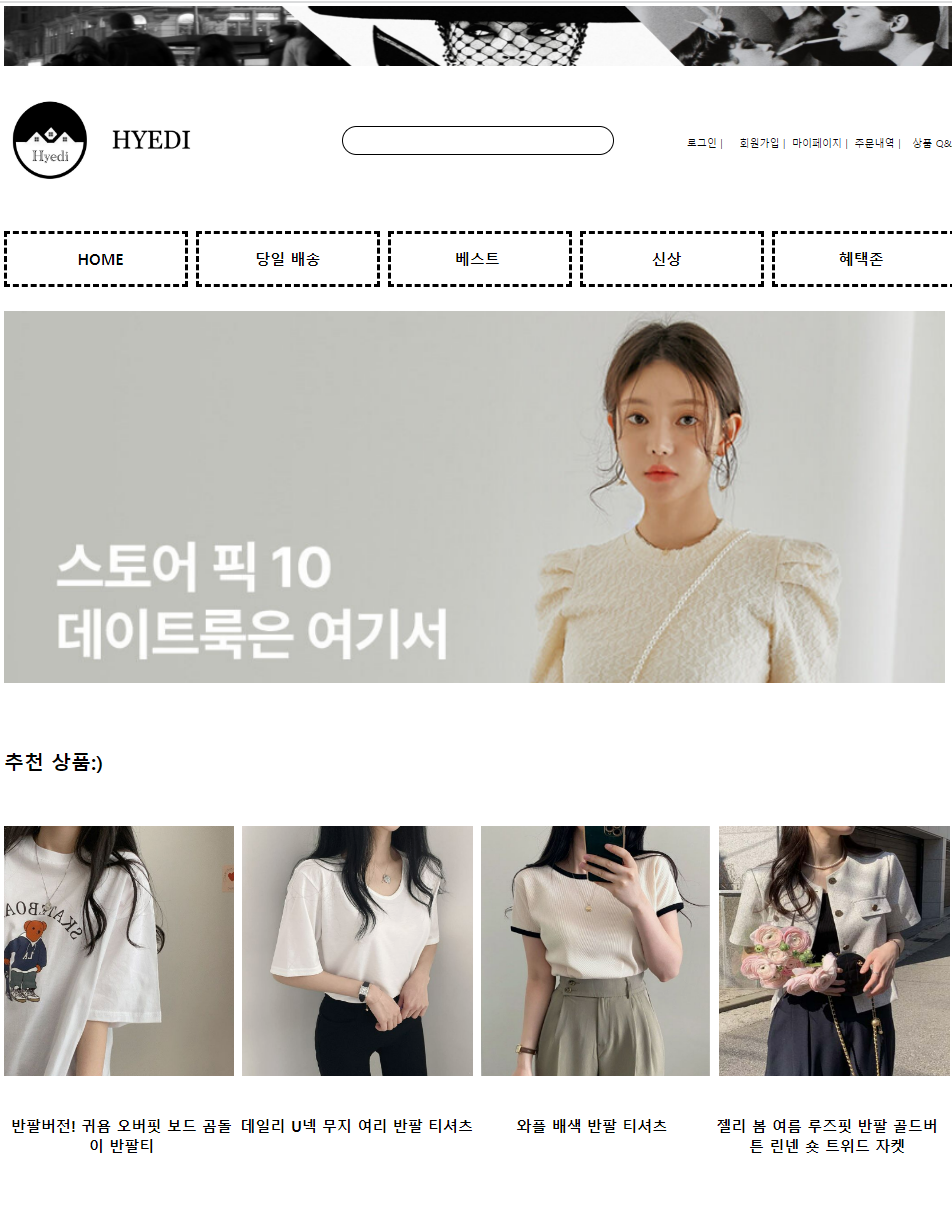 Hyedi
HYEDI
로그인 | 회원가입 | 마이페이지 | 주문내역 | 상품 Q&
HOME
당일 배송
베스트
신상
혜택존
스토어 픽 10
데이트룩은 여기서
추천 상품:)
SKATEBOA
LA
반팔버전! 귀욤 오버핏 보드 곰돌
이 반팔티
데일리 U넥 무지 여리 반팔 티셔츠
와플 배색 반팔 티셔츠
젤리 봄 여름 루즈핏 반팔 골드버
튼 린넨 숏 트위드 자켓